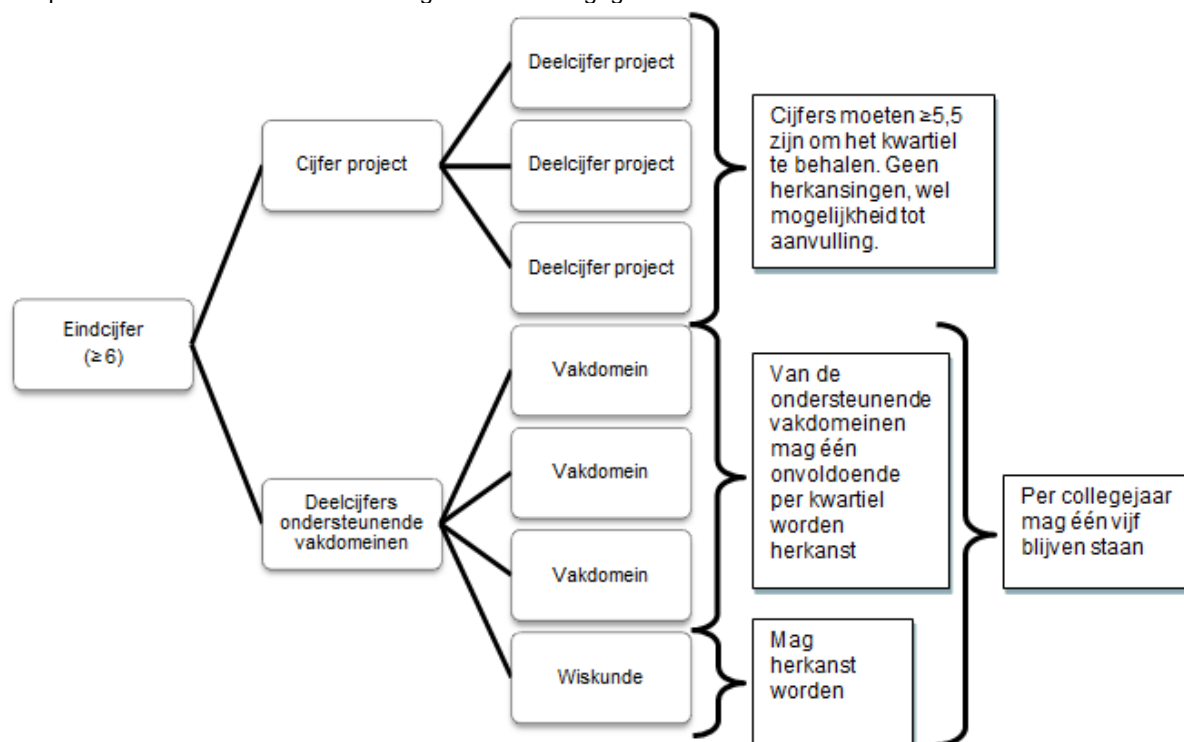 Deelcijfer project
Cijfers moeten ≥5,5
zijn om het kwartiel
te behalen. Geen
herkansingen, wel
mogelijkheid tot
aanvulling.
Cijfer project
Deelcijfer project
Deelcijfer project
Eindcijfer
(≥ 6)
Vakdomein
Van de
ondersteunende
vakdomeinen
mag één
onvoldoende
per kwartiel
worden
herkanst
Vakdomein
Deelcijfers
ondersteunende
vakdomeinen
Per collegejaar
mag één vijf
blijven staan
Vakdomein
Wiskunde
Mag
herkanst
worden